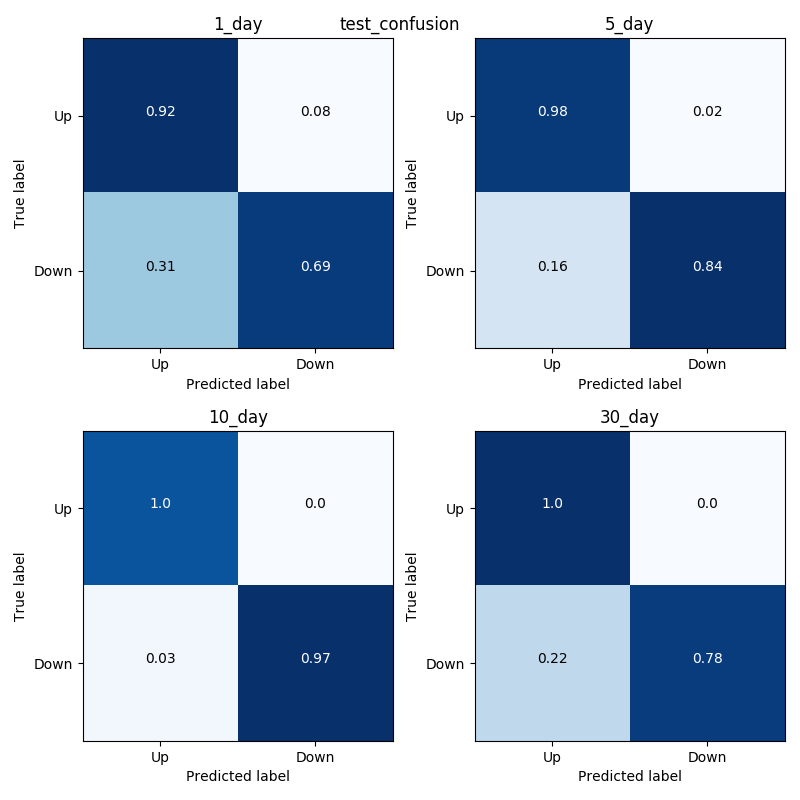 test_confusion
1_day
5_day
True label
Up
0.92
0.08
Down
0.31
0.69
Up
Down
Predicted label
True label
Up
0.98
0.02
Down
0.16
0.84
Up
Down
Predicted label
10_day
True label
Up
1.0
0.0
Down
0.03
0.97
Up
Down
Predicted label
30_day
True label
Up
1.0
0.0
Down
0.22
0.78
Up
Down
Predicted label